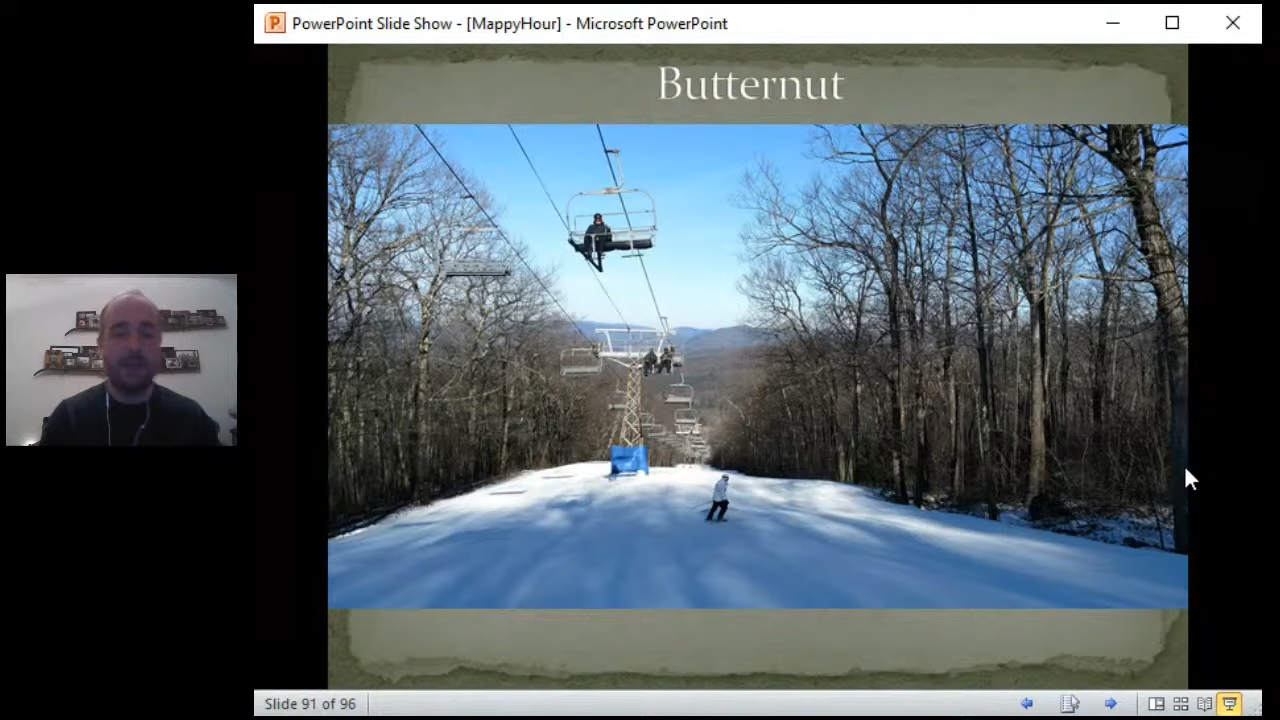 PowerPoint Slide Show - [MappyHour] - Microsoft PowerPoint
Butternut
Slide 91 of 96